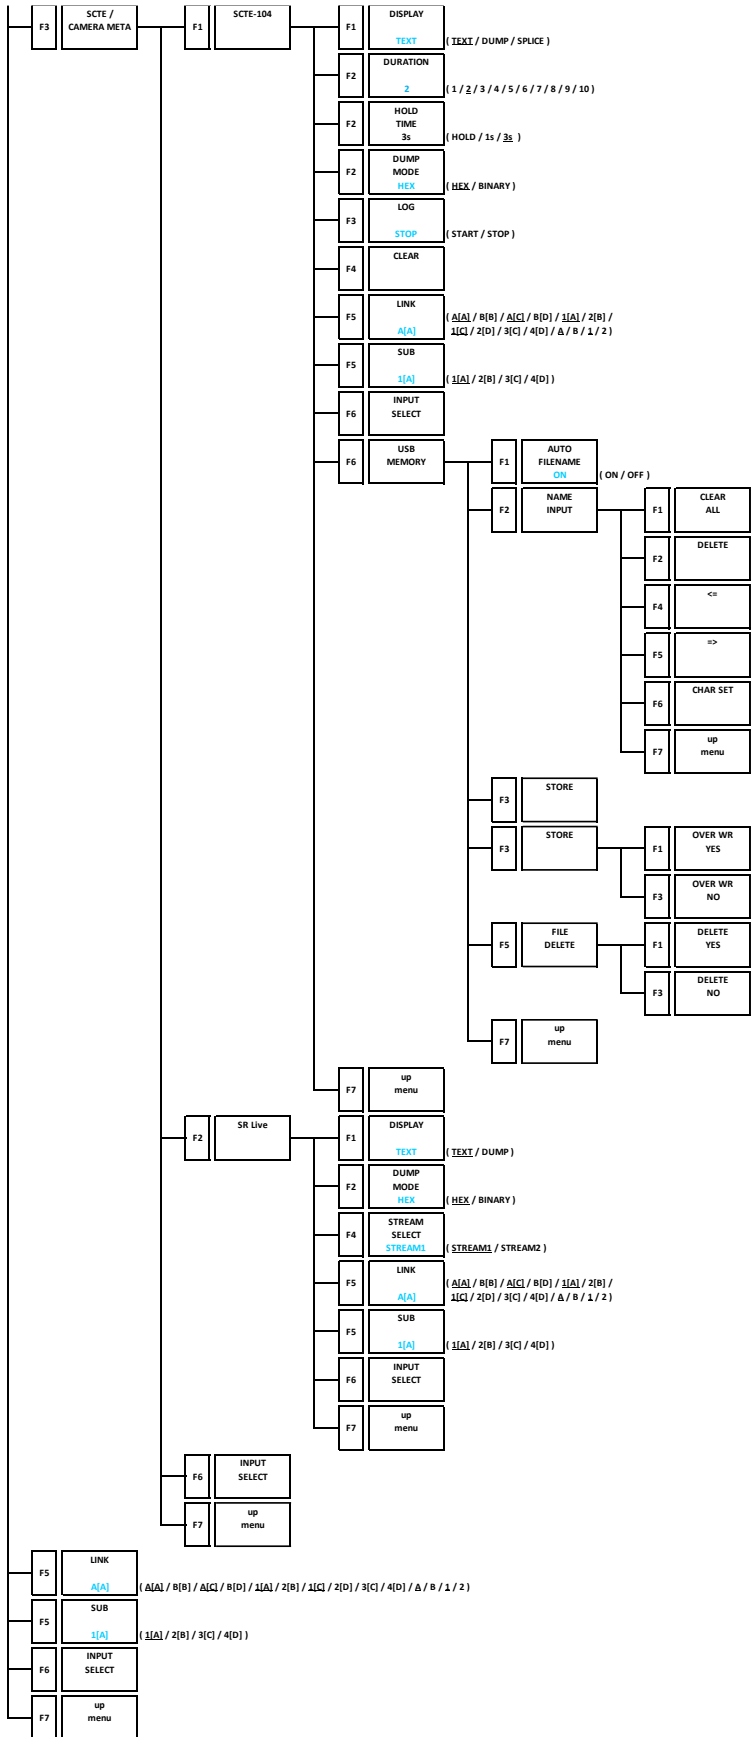 F3
SCTE /
CAMERA META
F1
SCTE-104
F1
DISPLAY
TEXT
( TEXT / DUMP / SPLICE )
F2
DURATION
2
( 1 / 2 / 3 / 4 / 5 / 6 / 7 / 8 / 9 / 10 )
F2
HOLD
TIME
3s
( HOLD / 1s / 3s )
F2
DUMP
MODE
HEX
( HEX / BINARY )
F3
LOG
STOP
( START / STOP )
F4
CLEAR
F5
LINK
A[A]
( A[A] / B[B] / A[C] / B[D] / 1[A] / 2[B] /
1[C] / 2[D] / 3[C] / 4[D] / A / B / 1 / 2 )
F5
SUB
1[A]
( 1[A] / 2[B] / 3[C] / 4[D] )
F6
INPUT
SELECT
F6
USB
MEMORY
F1
AUTO
FILENAME
ON
( ON / OFF )
F2
NAME
INPUT
F1
CLEAR
ALL
F2
DELETE
F4
<=
F5
=>
F6
CHAR SET
F7
up
menu
F3
STORE
F3
STORE
F1
OVER WR
YES
F3
OVER WR
NO
F5
FILE
DELETE
F1
DELETE
YES
F3
DELETE
NO
F7
up
menu
F7
up
menu
F2
SR Live
F1
DISPLAY
TEXT
( TEXT / DUMP )
F2
DUMP
MODE
HEX
( HEX / BINARY )
F4
STREAM
SELECT
STREAM1
( STREAM1 / STREAM2 )
F5
LINK
A[A]
( A[A] / B[B] / A[C] / B[D] / 1[A] / 2[B] /
1[C] / 2[D] / 3[C] / 4[D] / A / B / 1 / 2 )
F5
SUB
1[A]
( 1[A] / 2[B] / 3[C] / 4[D] )
F6
INPUT
SELECT
F7
up
menu
F6
INPUT
SELECT
F7
up
menu
F5
LINK
A[A]
( A[A] / B[B] / A[C] / B[D] / 1[A] / 2[B] / 1[C] / 2[D] / 3[C] / 4[D] / A / B / 1 / 2 )
F5
SUB
1[A]
( 1[A] / 2[B] / 3[C] / 4[D] )
F6
INPUT
SELECT
F7
up
menu